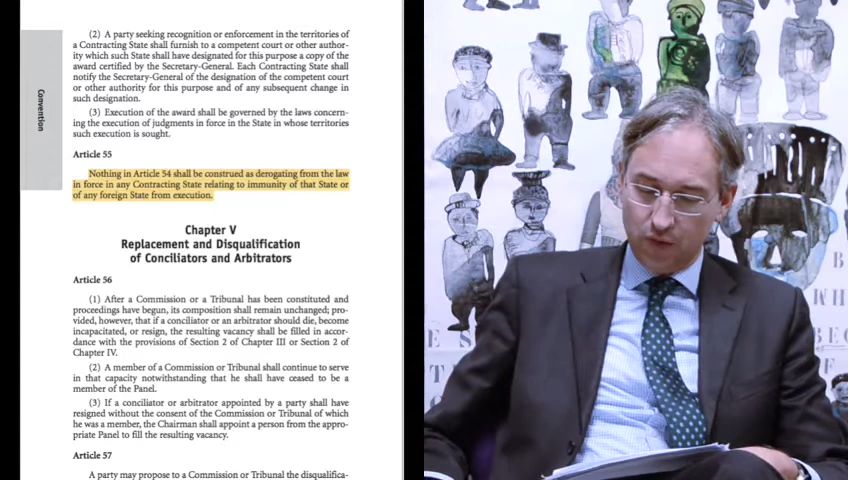 (2) A party seeking recognition or enforcement in the territories of
a Contracting State shall furnish to a competent court or other author-
ity which such State shall have designated for this purpose a copy of the
award certified by the Secretary-General. Each Contracting State shall
notify the Secretary-General of the designation of the competent court
or other authority for this purpose and of any subsequent change in
such designation.
(3) Execution of the award shall be governed by the laws concern-
ing the execution of judgments in force in the State in whose territories
such execution is sought.
Convention
Article 55
Nothing in Article 54 shall be construed as derogating from the law
in force in any Contracting State relating to immunity of that State or
of any foreign State from execution.
Chapter V
Replacement and Disqualification
of Conciliators and Arbitrators
Article 56
(1) After a Commission or a Tribunal has been constituted and
proceedings have begun, its composition shall remain unchanged; pro-
vided, however, that if a conciliator or an arbitrator should die, become
incapacitated, or resign, the resulting vacancy shall be filled in accor-
dance with the provisions of Section 2 of Chapter III or Section 2 of
Chapter IV.
(2) A member of a Commission or Tribunal shall continue to serve
in that capacity notwithstanding that he shall have ceased to be a
member of the Panel.
(3) If a conciliator or arbitrator appointed by a party shall have
resigned without the consent of the Commission or Tribunal of which
he was a member, the Chairman shall appoint a person from the appro-
priate Panel to fill the resulting vacancy.
Article 57
A party may propose to a Commission or Tribunal the disqualifica-